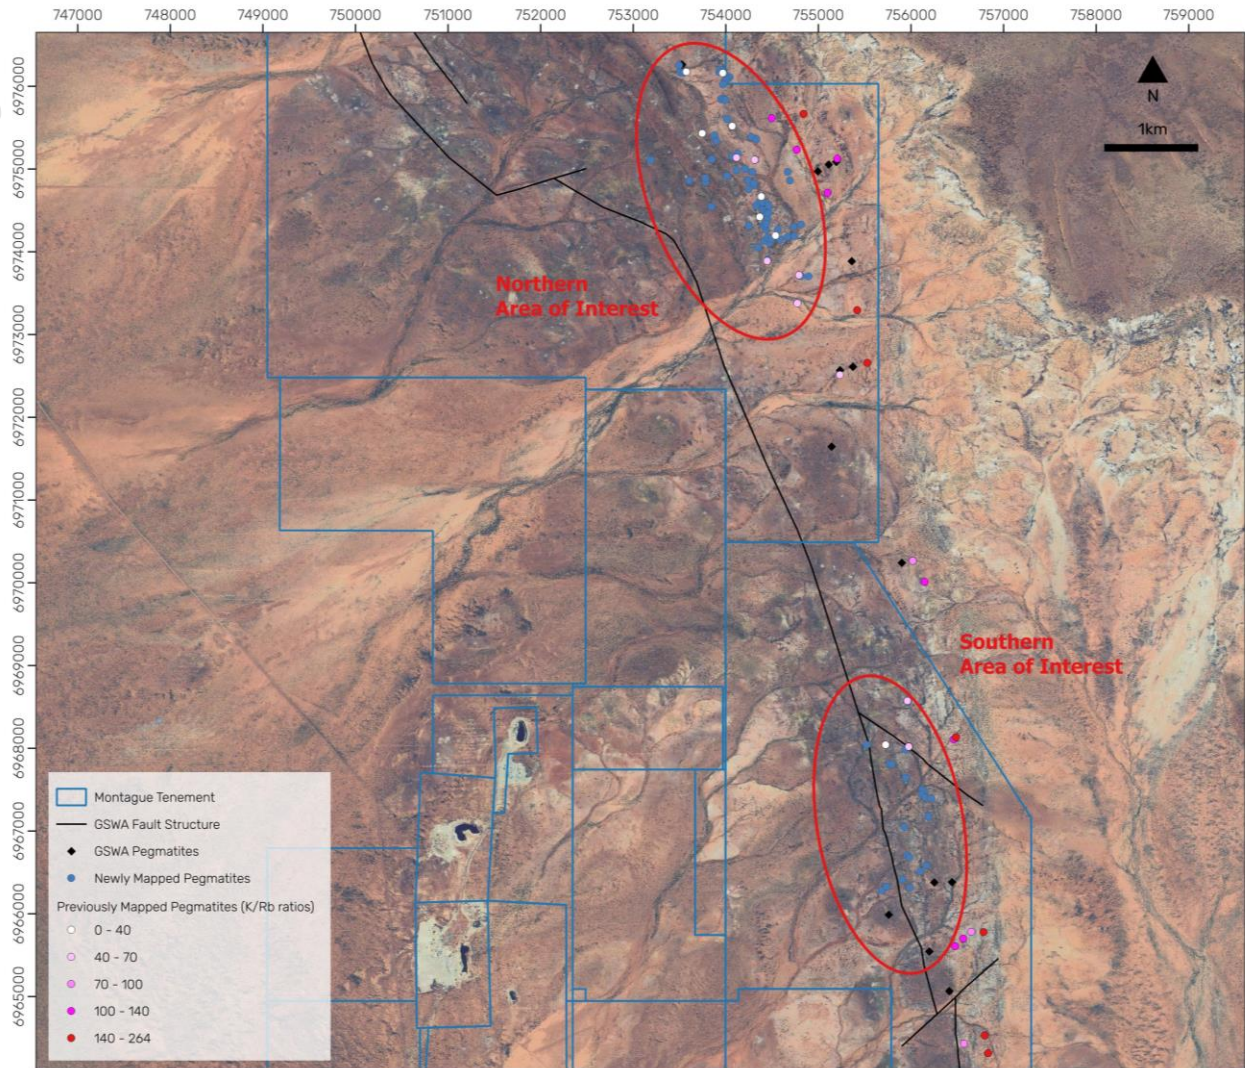 747000 748000 749000 750000 751000 752000 753000 754000 755000 756000 757000 758000 759000
6976000
N
1km
6975000
6974000
Northern
Area of Interest
6973000
6972000
6971000
6970000
6969000
Southern
Area of Interest
6968000
Montague Tenement
GSWA Fault Structure
6967000
GSWA Pegmatites
Newly Mapped Pegmatites
Previously Mapped Pegmatites (K/Rb ratios)
6966000
0 - 40
40 - 70
70 - 100
6965000
100 - 140
140 - 264